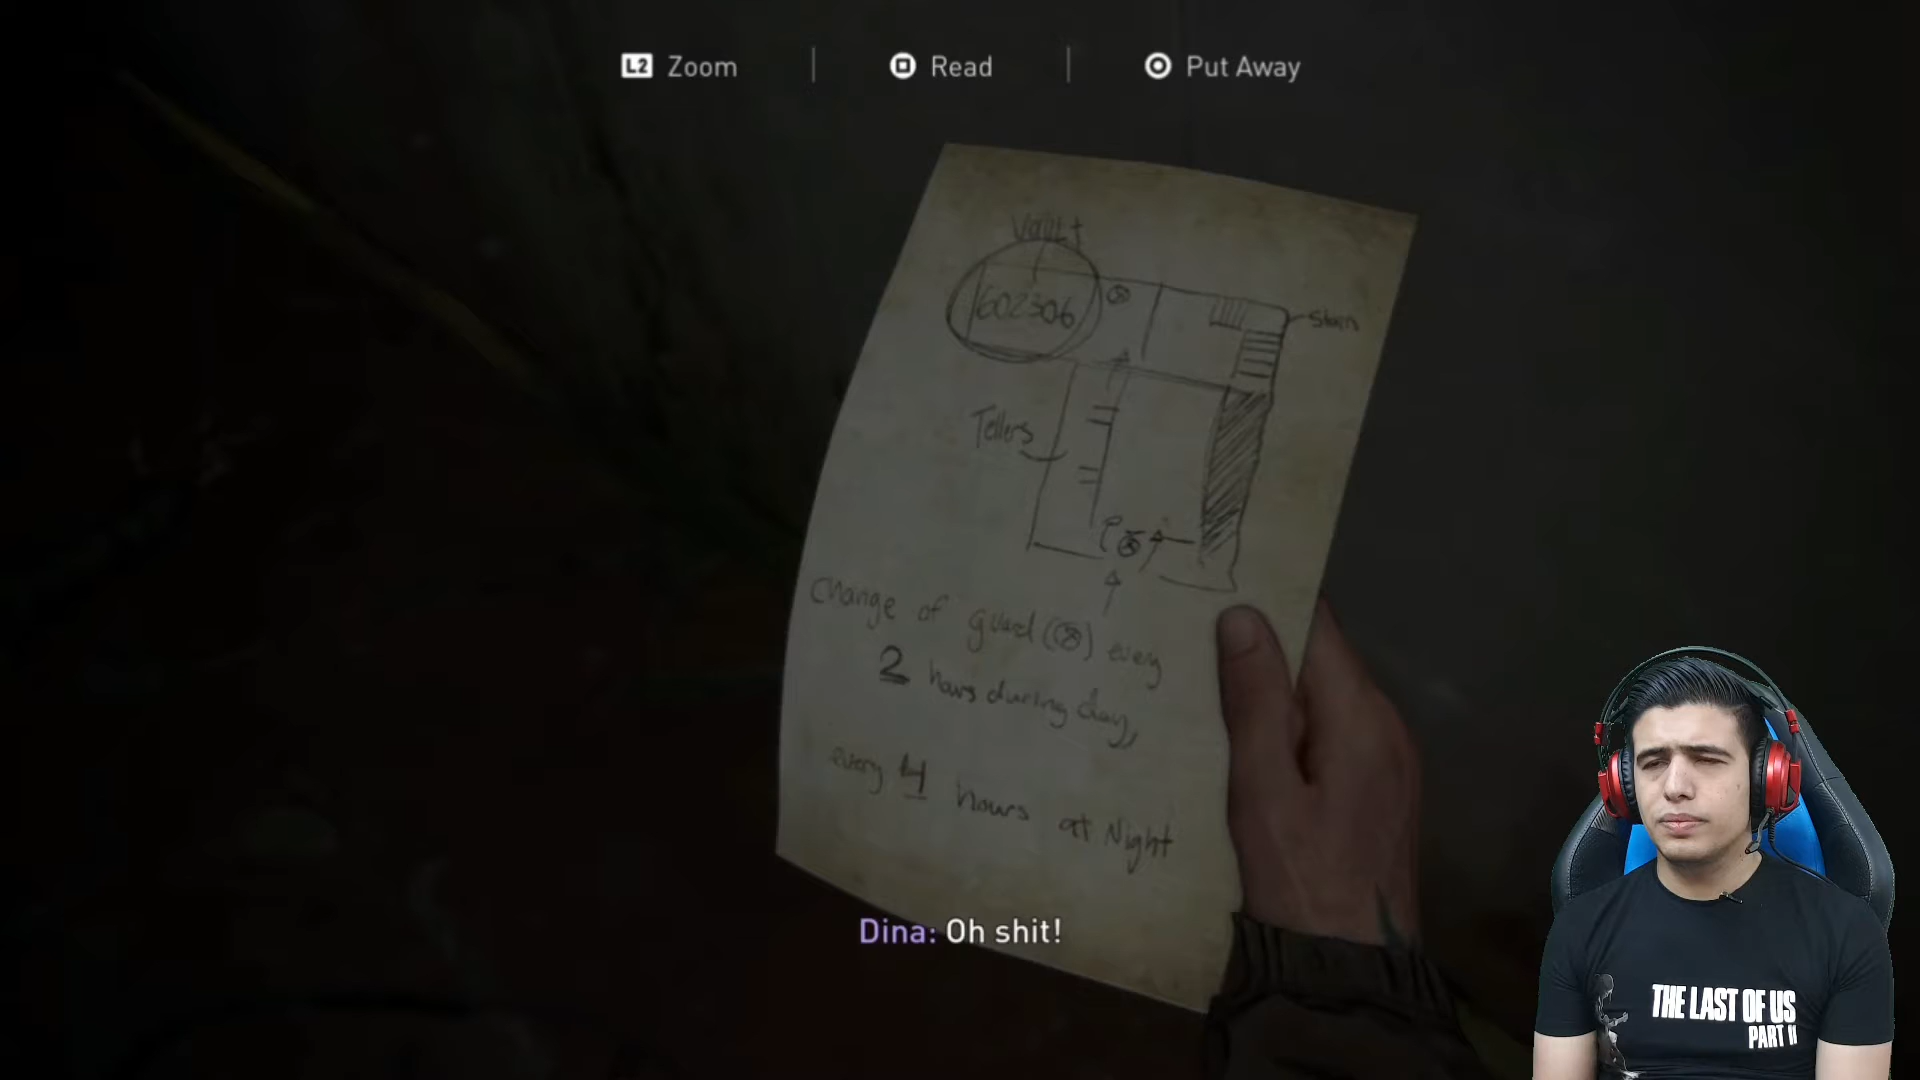 L2 Zoom
Read
Put Away
Vault
602306
Stairs
Tellers
Change of guard (⊗) every
2 hours during day,
every 4 hours at Night
Dina: Oh shit!
THE LAST OF US
PART II